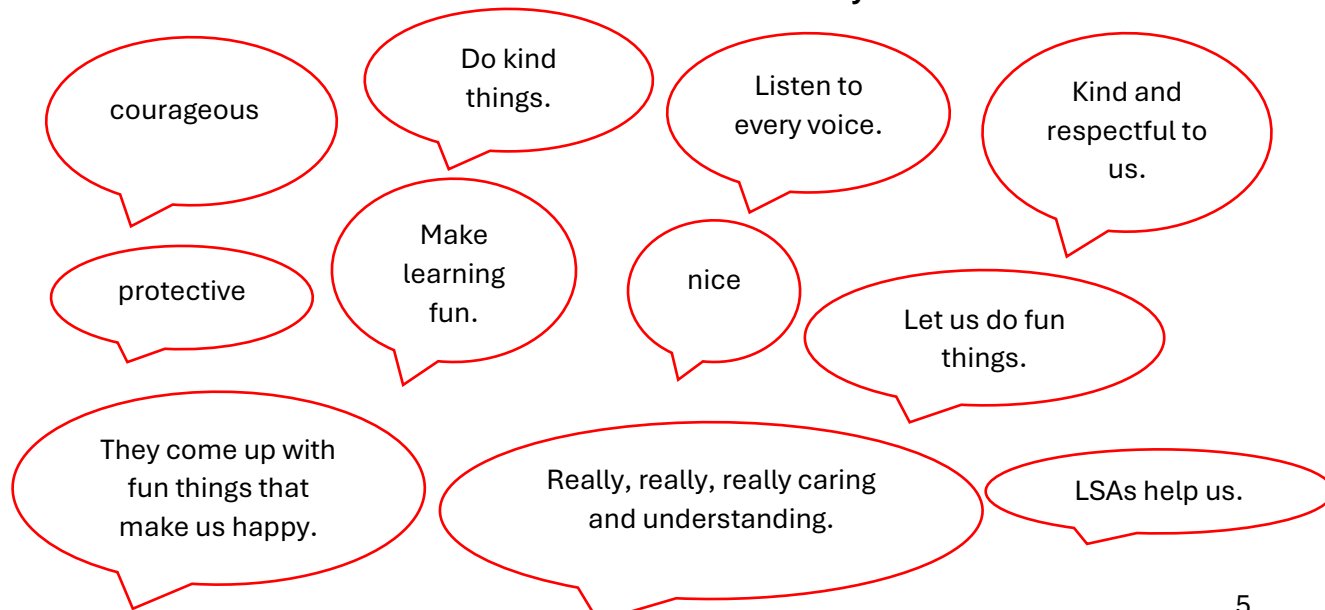 courageous
Do kind
things.
Listen to
every voice.
Kind and
respectful to
us.
protective
Make
learning
fun.
nice
Let us do fun
things.
They come up with
fun things that
make us happy.
Really, really, really caring
and understanding.
LSAs help us.
5